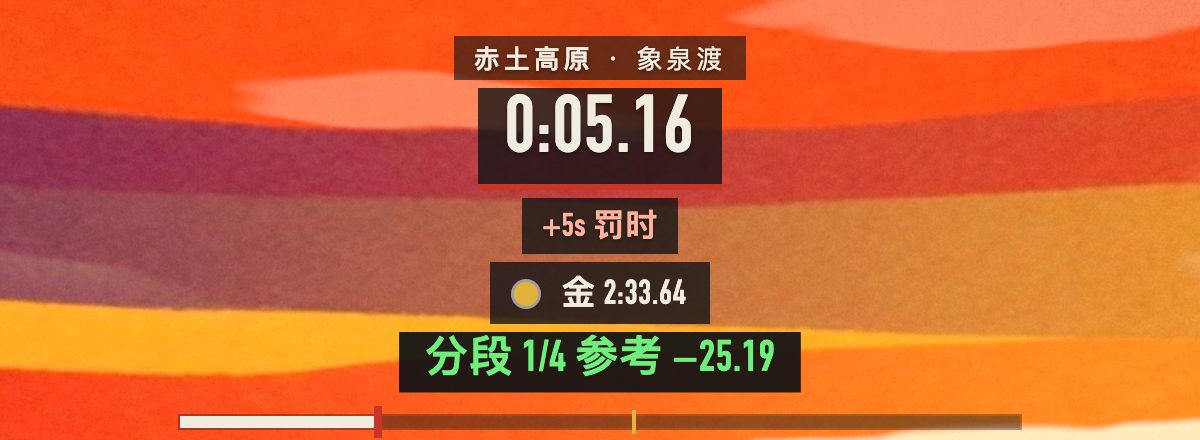 赤土高原 · 象泉渡
0:05.16
+5s 罚时
金 2:33.64
分段 1/4 参考 −25.19